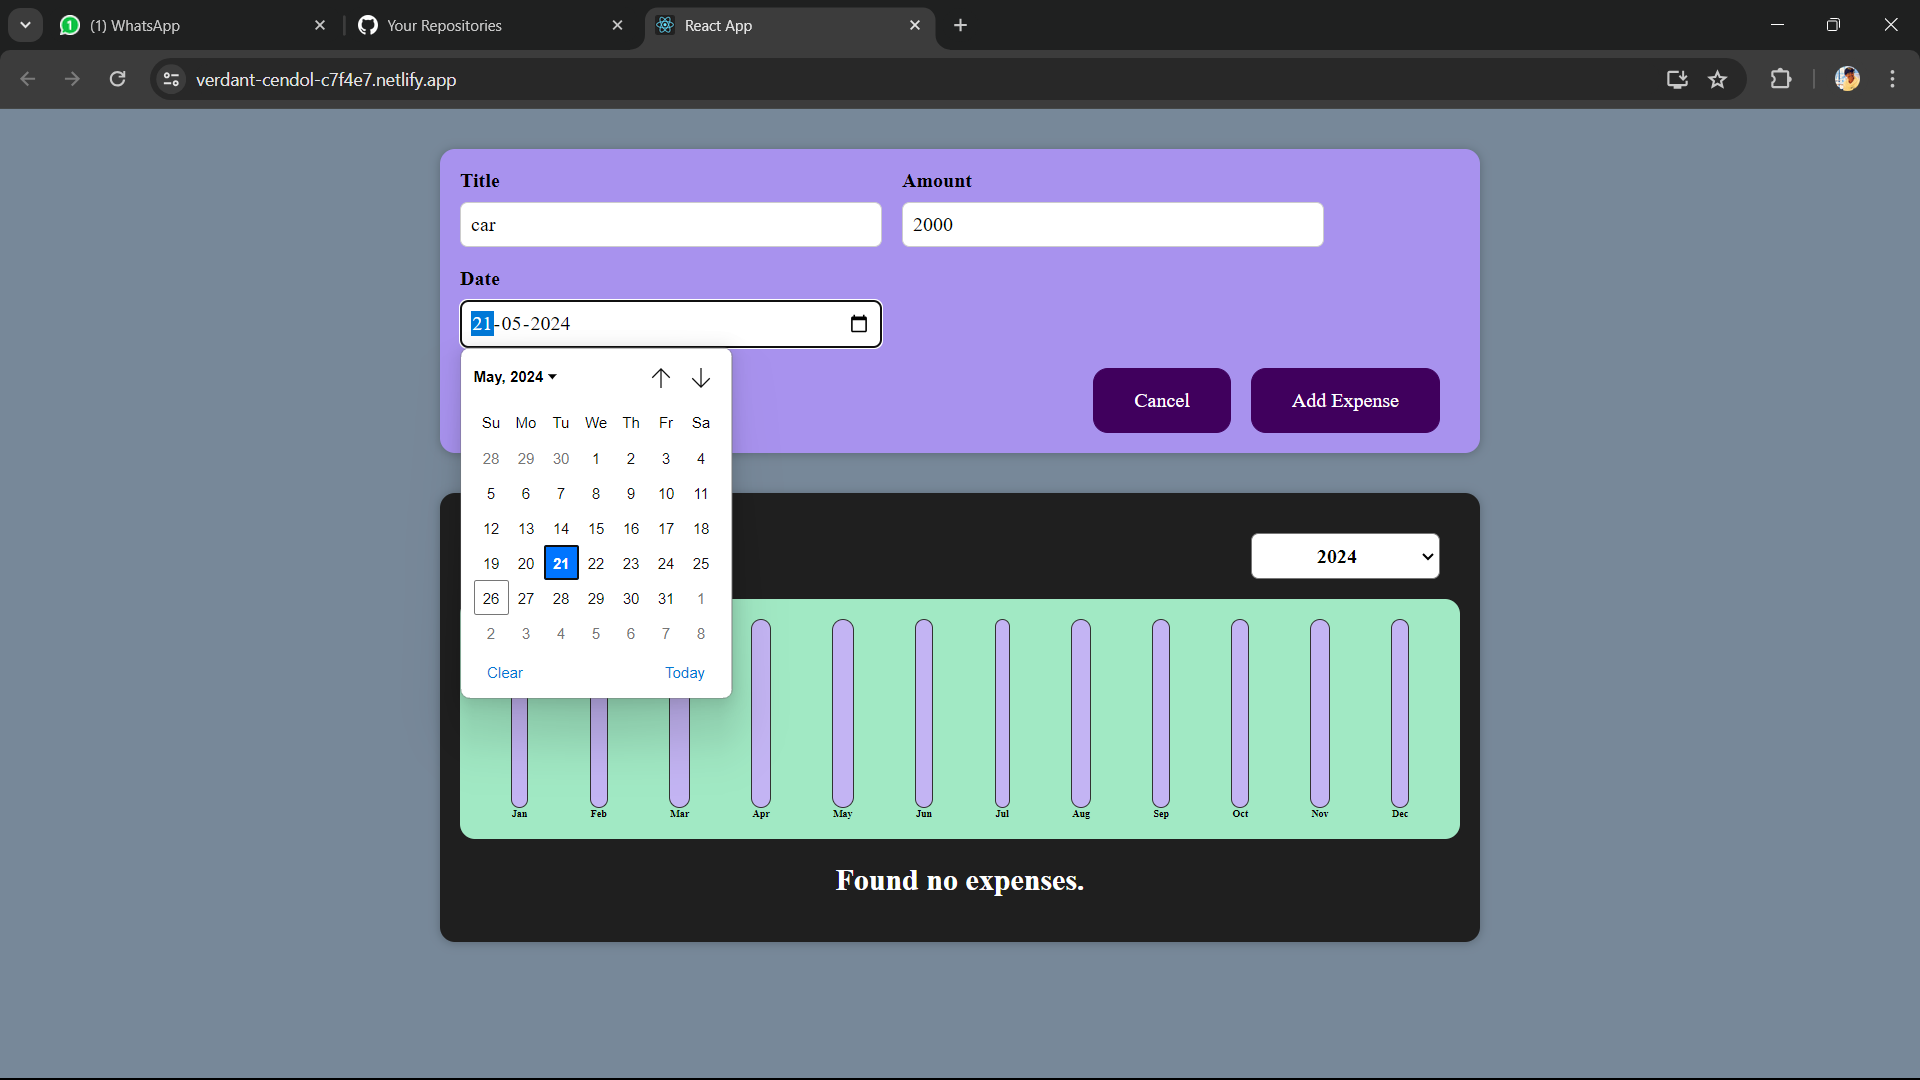 (1) WhatsApp
Your Repositories
React App
verdant-cendol-c7f4e7.netlify.app
Title
Amount
car
2000
Date
21-05-2024
May, 2024
Su Mo Tu We Th Fr Sa
28 29 30 1 2 3 4
5 6 7 8 9 10 11
12 13 14 15 16 17 18
19 20 21 22 23 24 25
26 27 28 29 30 31 1
2 3 4 5 6 7 8
Clear Today
Cancel
Add Expense
2024
Jan Feb Mar Apr May Jun Jul Aug Sep Oct Nov Dec
Found no expenses.